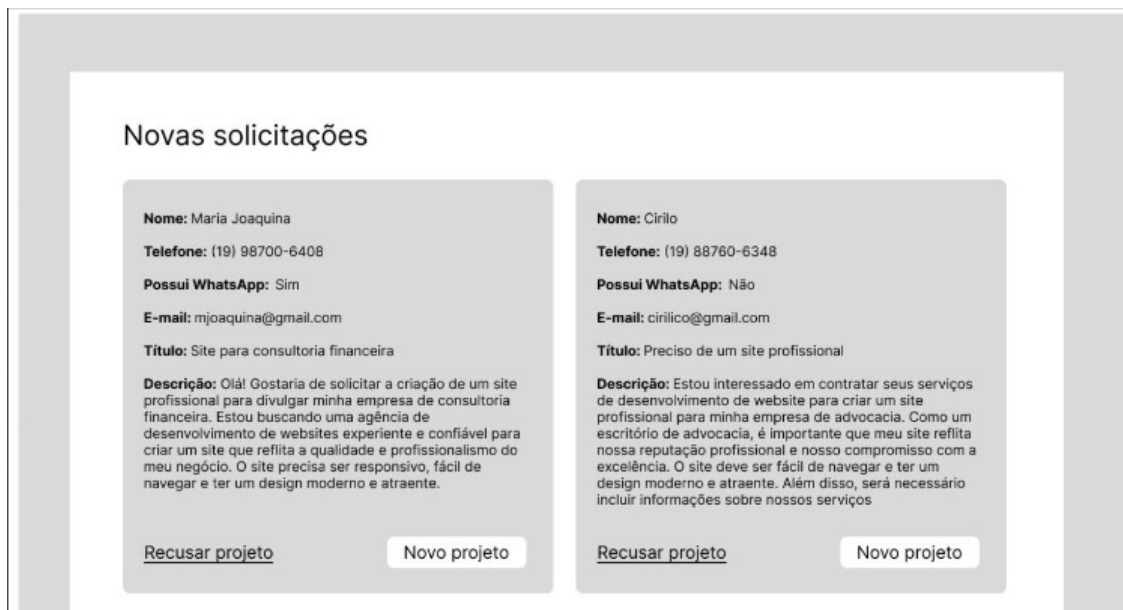 Novas solicitações
Nome: Maria Joaquina
Telefone: (19) 98700-6408
Possui WhatsApp: Sim
E-mail: mjoaquina@gmail.com
Título: Site para consultoria financeira
Descrição: Olá! Gostaria de solicitar a criação de um site
profissional para divulgar minha empresa de consultoria
financeira. Estou buscando uma agência de
desenvolvimento de websites experiente e confiável para
criar um site que reflita a qualidade e profissionalismo do
meu negócio. O site precisa ser responsivo, fácil de
navegar e ter um design moderno e atraente.
Recusar projeto
Novo projeto
Nome: Cirilo
Telefone: (19) 88760-6348
Possui WhatsApp: Não
E-mail: cirilico@gmail.com
Título: Preciso de um site profissional
Descrição: Estou interessado em contratar seus serviços
de desenvolvimento de website para criar um site
profissional para minha empresa de advocacia. Como um
escritório de advocacia, é importante que meu site reflita
nossa reputação profissional e nosso compromisso com a
excelência. O site deve ser fácil de navegar e ter um
design moderno e atraente. Além disso, será necessário
incluir informações sobre nossos serviços
Recusar projeto
Novo projeto